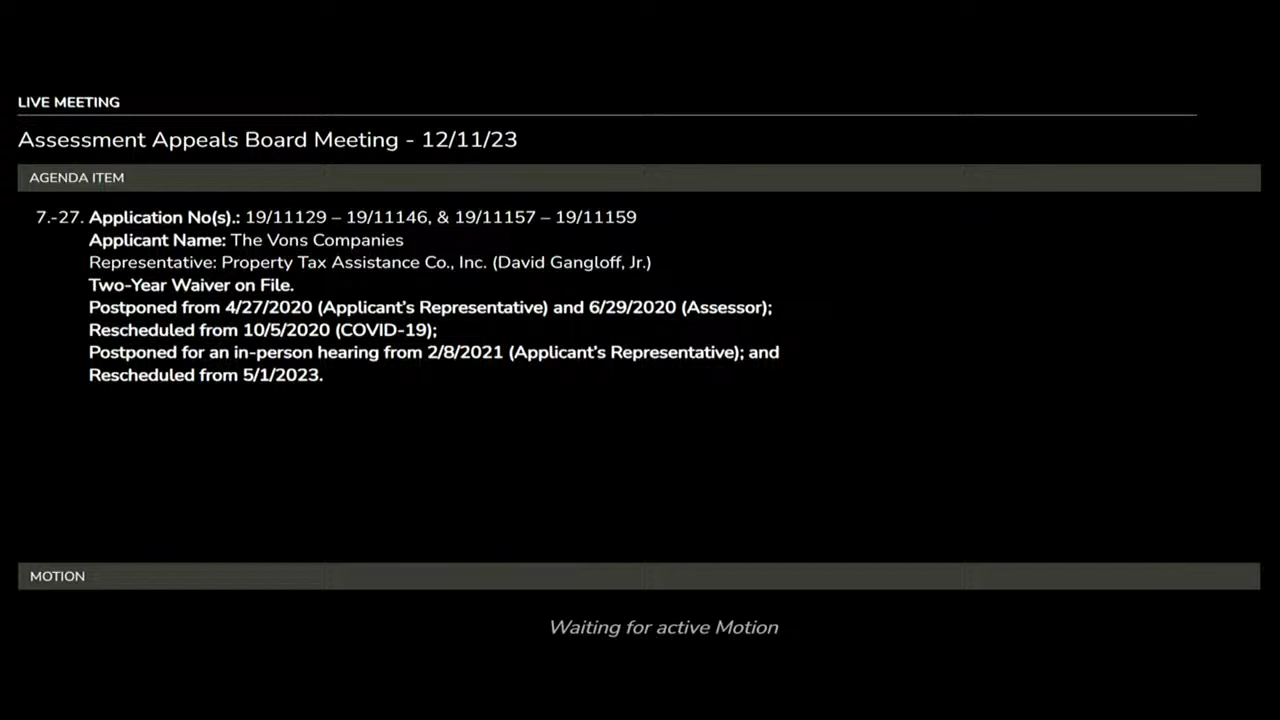 LIVE MEETING
Assessment Appeals Board Meeting - 12/11/23
AGENDA ITEM
7.-27. Application No(s).: 19/11129 – 19/11146, & 19/11157 – 19/11159
Applicant Name: The Vons Companies
Representative: Property Tax Assistance Co., Inc. (David Gangloff, Jr.)
Two-Year Waiver on File.
Postponed from 4/27/2020 (Applicant's Representative) and 6/29/2020 (Assessor);
Rescheduled from 10/5/2020 (COVID-19);
Postponed for an in-person hearing from 2/8/2021 (Applicant's Representative); and
Rescheduled from 5/1/2023.
MOTION
Waiting for active Motion